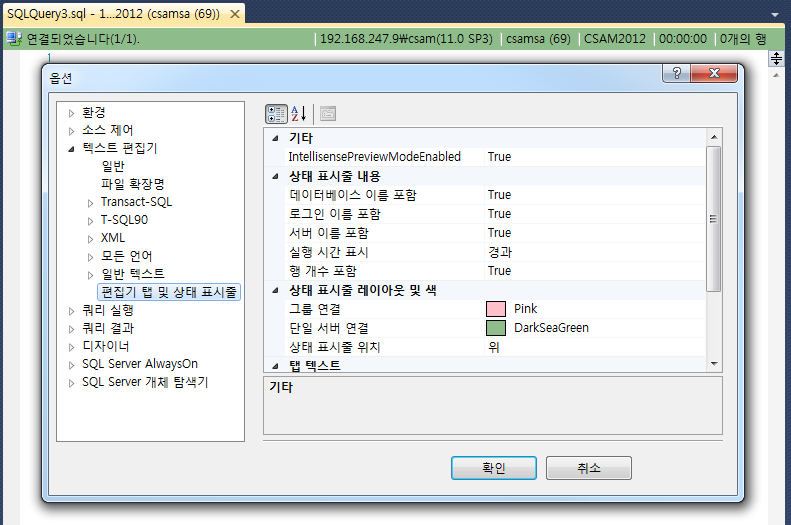 SQLQuery3.sql - 1...2012 (csamsa (69))
연결되었습니다(1/1).
192.168.247.9₩csam(11.0 SP3)
csamsa (69)
CSAM2012
00:00:00
0개의 행
1
옵션
환경
소스 제어
텍스트 편집기
일반
파일 확장명
Transact-SQL
T-SQL90
XML
모든 언어
일반 텍스트
편집기 탭 및 상태 표시줄
쿼리 실행
쿼리 결과
디자이너
SQL Server AlwaysOn
SQL Server 개체 탐색기
기타
IntellisensePreviewModeEnabled True
상태 표시줄 내용
데이터베이스 이름 포함 True
로그인 이름 포함 True
서버 이름 포함 True
실행 시간 표시 경과
행 개수 포함 True
상태 표시줄 레이아웃 및 색
그룹 연결 Pink
단일 서버 연결 DarkSeaGreen
상태 표시줄 위치 위
탭 텍스트
기타
확인
취소